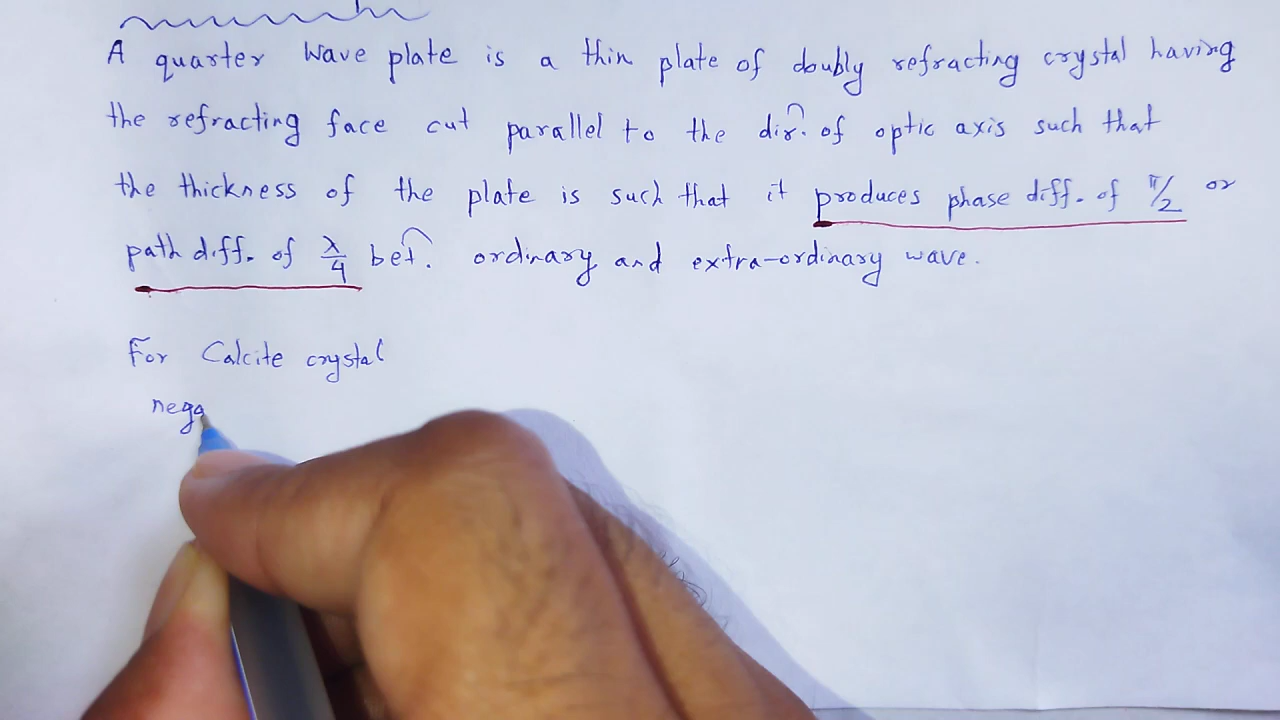 A quarter wave plate is a thin plate of doubly refracting crystal having
the refracting face cut parallel to the dir. of optic axis such that
the thickness of the plate is such that it produces phase diff. of π/2 or
path diff. of λ/4 bet. ordinary and extra-ordinary wave.
For Calcite crystal
nega